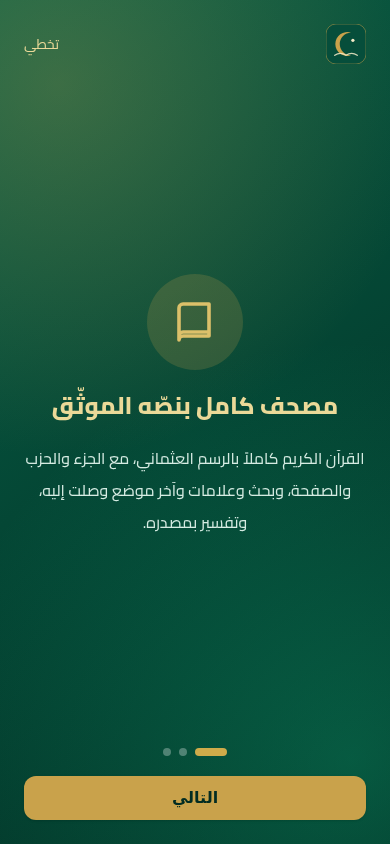 تخطي
مصحف كامل بنصّه الموثّق
القرآن الكريم كاملًا بالرسم العثماني، مع الجزء والحزب
والصفحة، وبحث وعلامات وآخر موضع وصلت إليه،
وتفسير بمصدره.
التالي